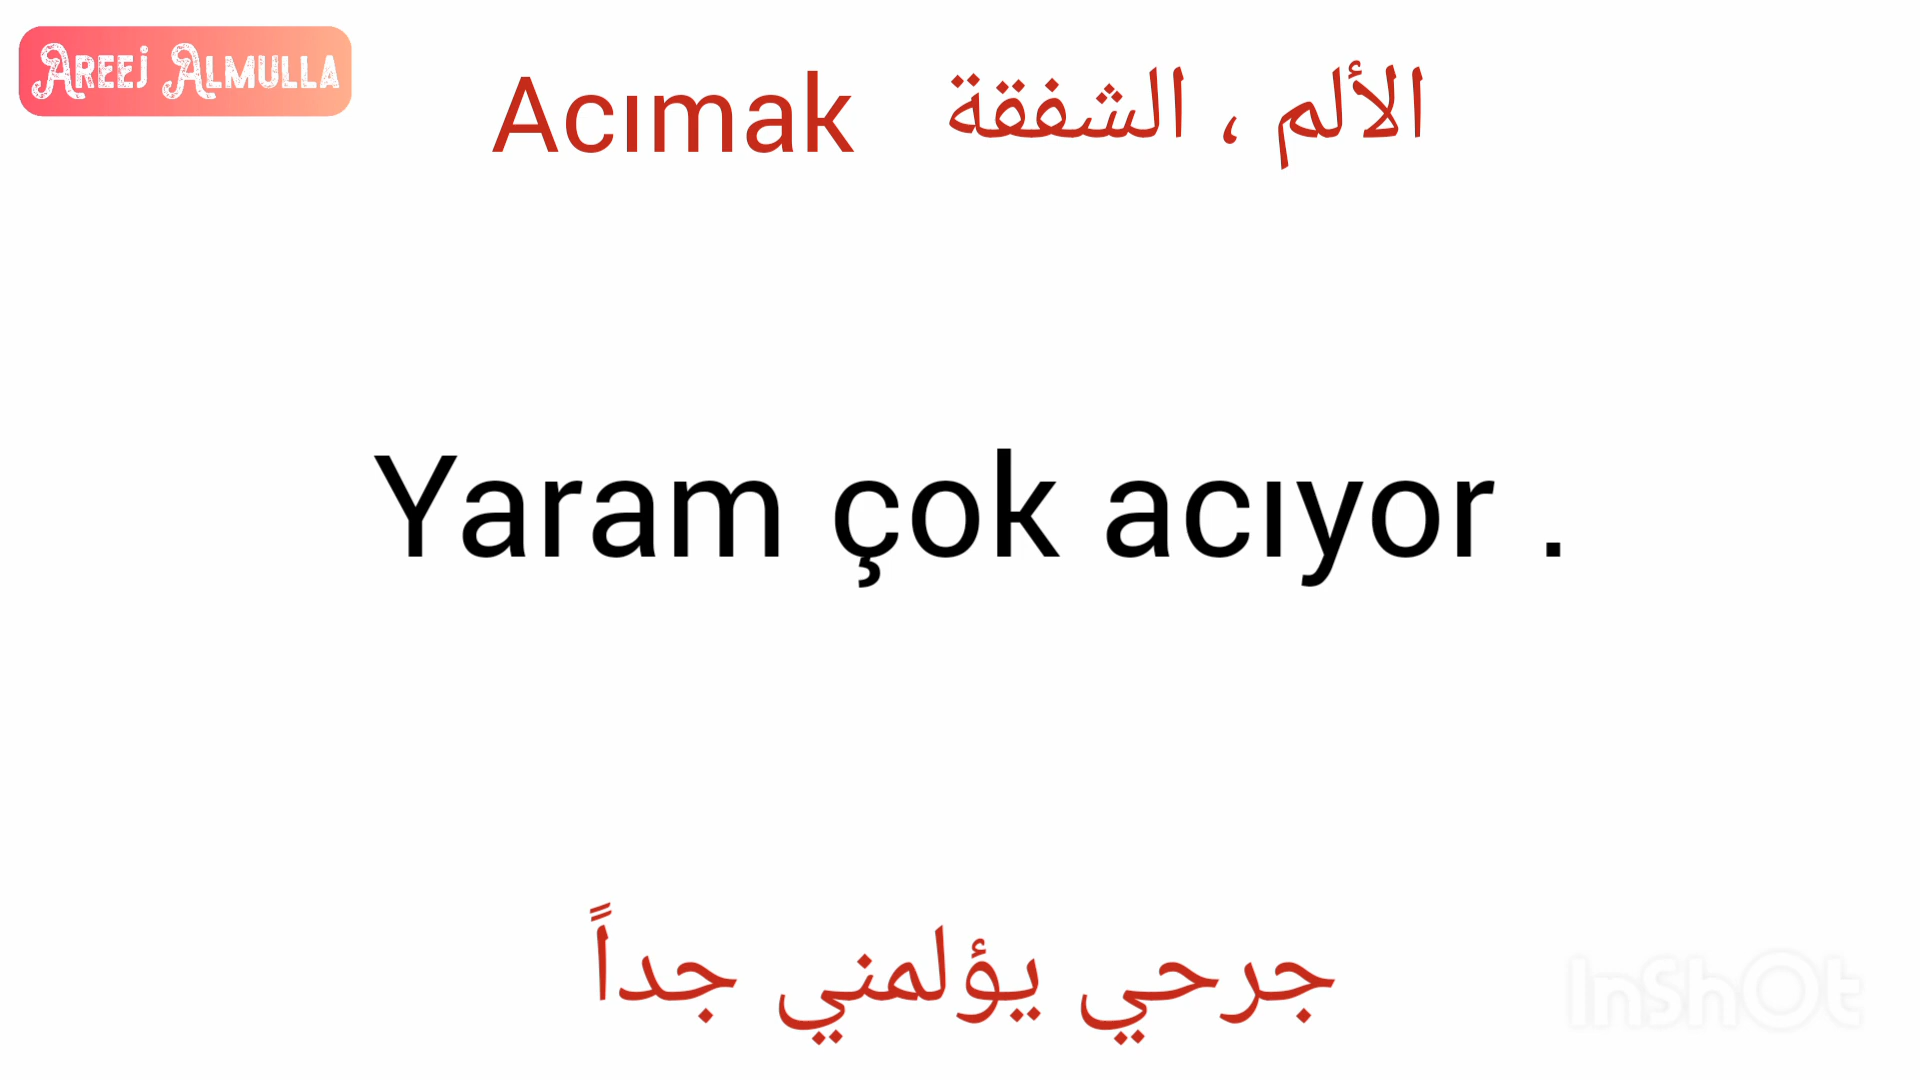 Areej Almulla
Acımak الألم ، الشفقة
Yaram çok acıyor .
جرحي يؤلمني جداً
InShOt